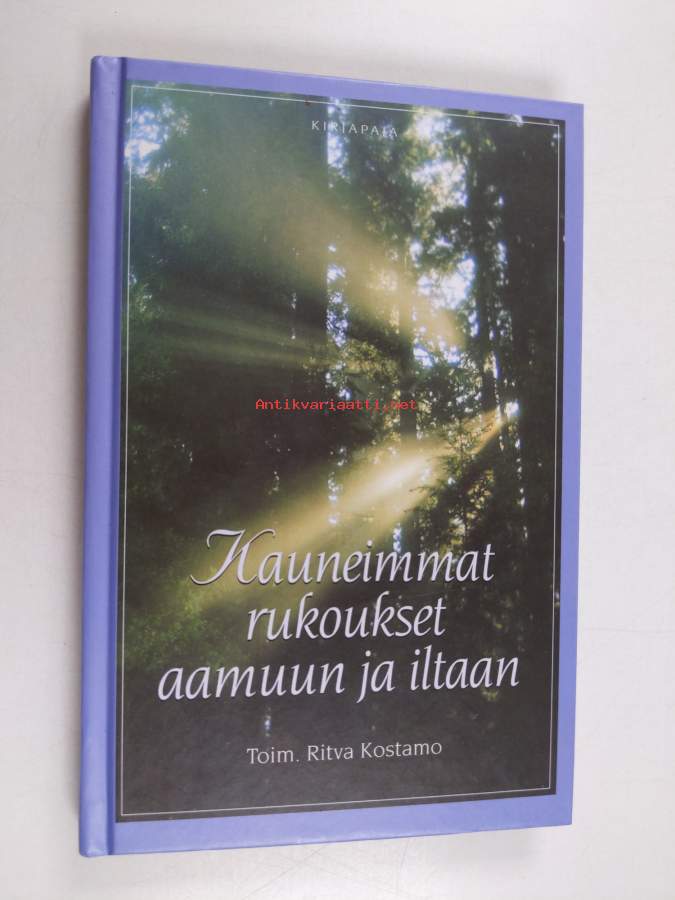 KIRJAPAJA
Antikvariaatti.net
Kauneimmat
rukoukset
aamuun ja iltaan
Toim. Ritva Kostamo